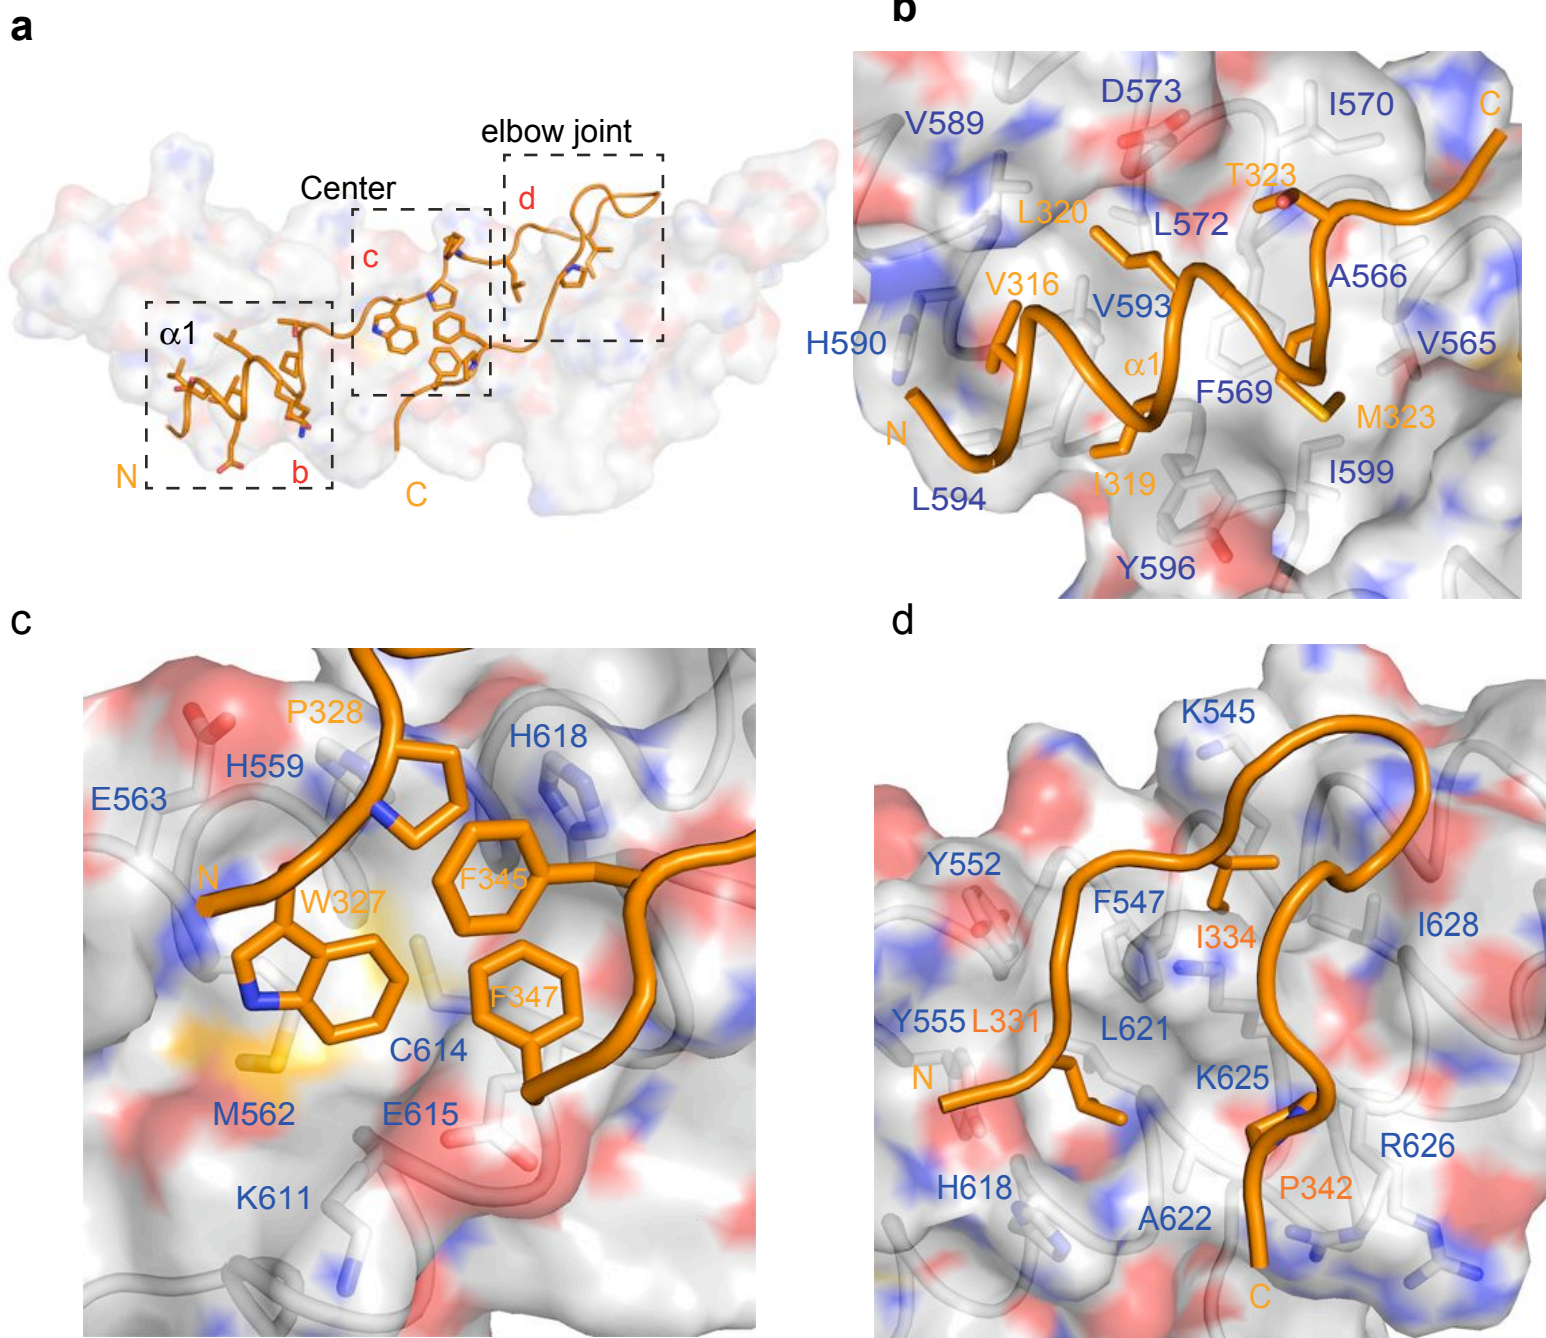 a
elbow joint
Center
d
c
α1
b
N
C
b
D573
I570
C
V589
T323
L320
L572
A566
V316
V593
H590
V565
α1
F569
M323
N
I319
I599
L594
Y596
c
P328
H618
H559
E563
N
F345
W327
F347
C614
M562
E615
K611
d
K545
Y552
F547
I628
I334
Y555
L331
L621
N
K625
R626
H618
P342
A622
C